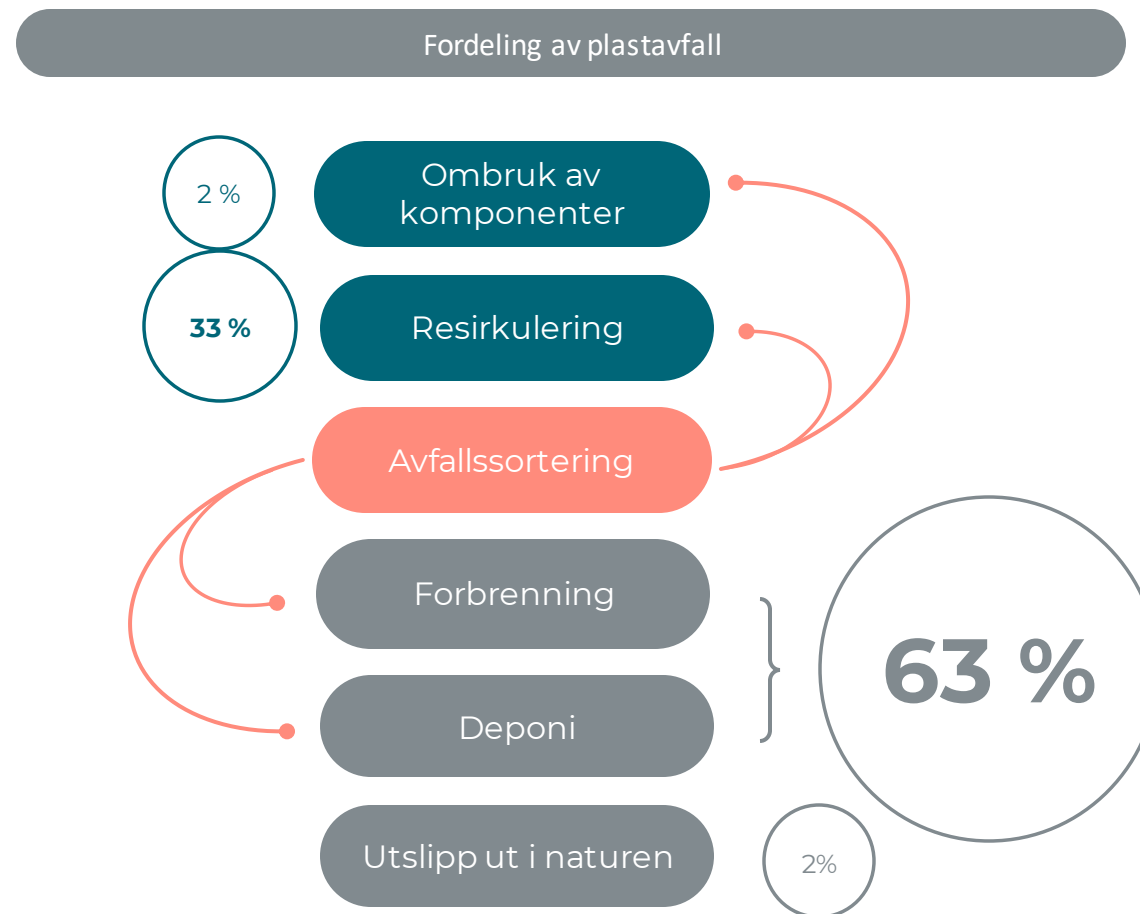 Fordeling av plastavfall
2 %
Ombruk av
komponenter
33 %
Resirkulering
Avfallssortering
Forbrenning
63 %
Deponi
Utslipp ut i naturen
2%